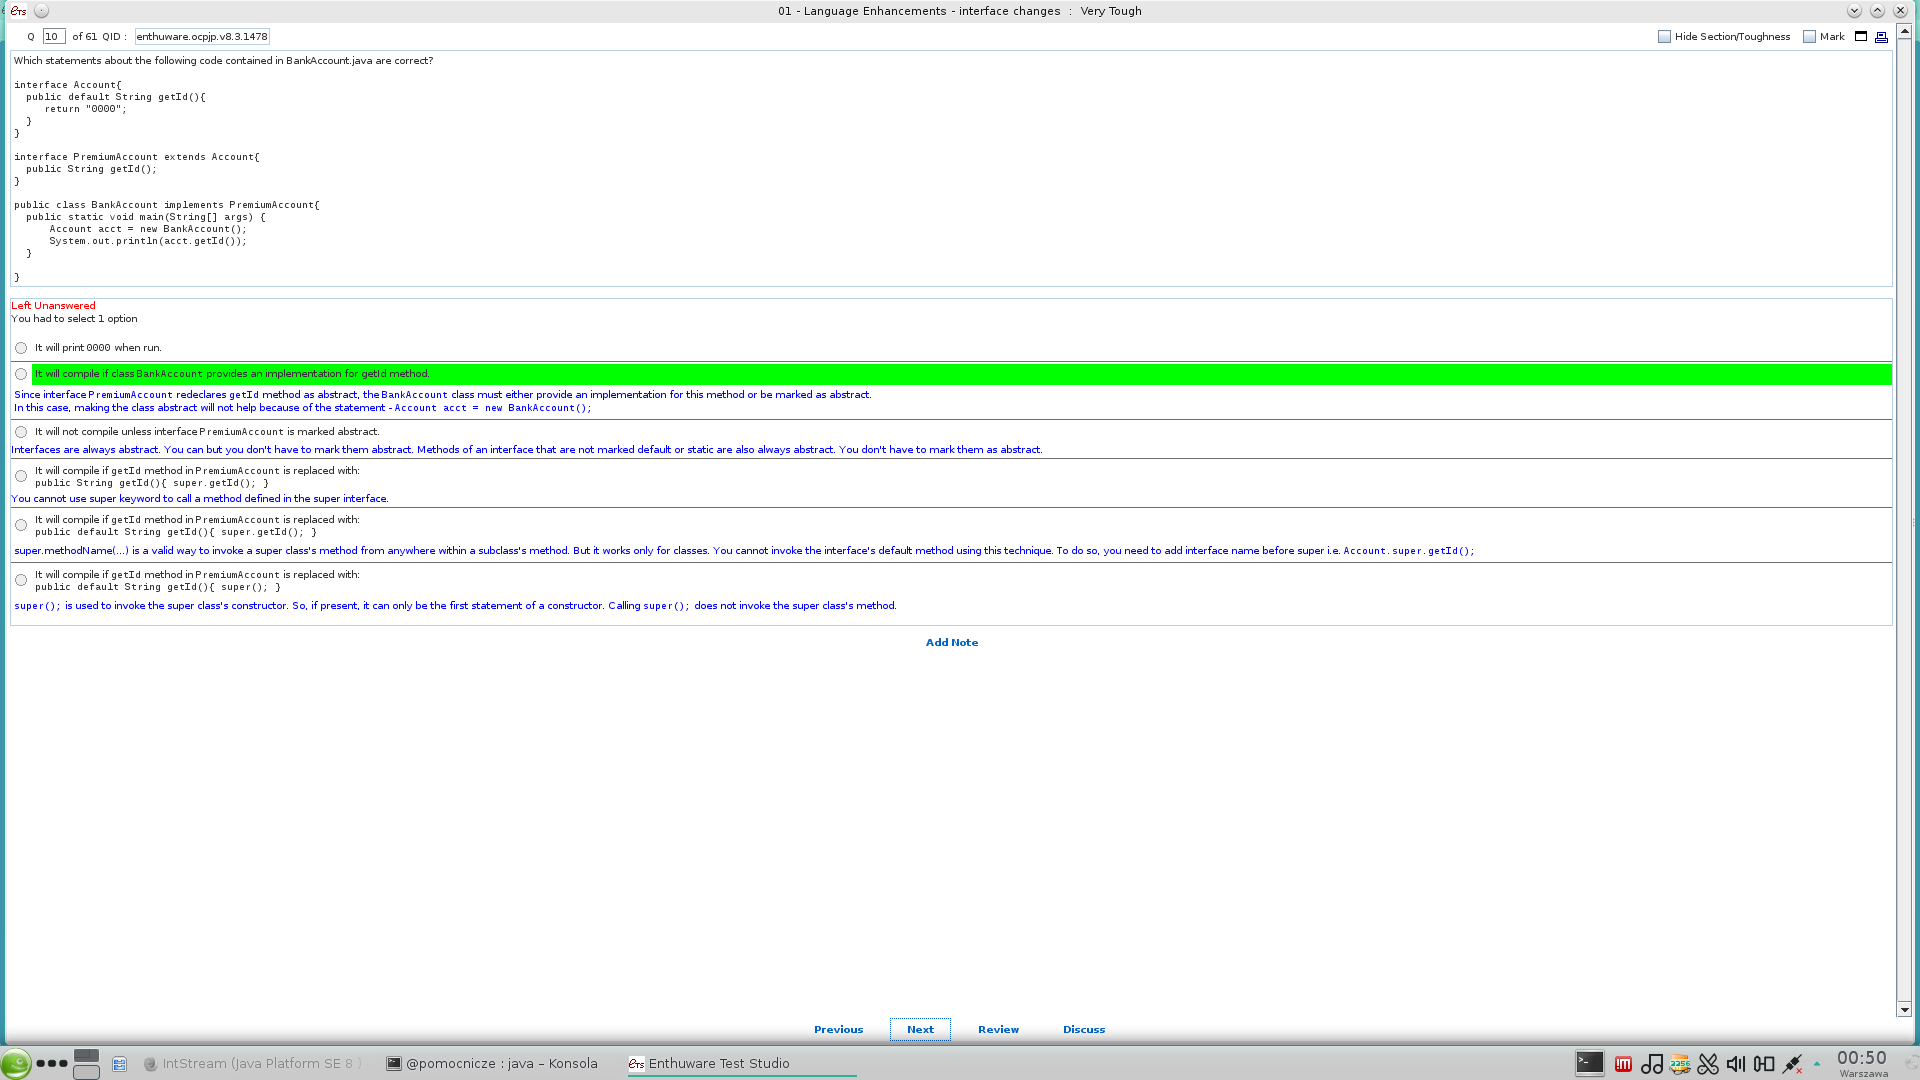 ETS
01 - Language Enhancements - interface changes : Very Tough
Q 10 of 61 QID : enthuware.ocpjp.v8.3.1478
Hide Section/Toughness Mark
Which statements about the following code contained in BankAccount.java are correct?
interface Account{
public default String getId(){
return "0000";
}
}
interface PremiumAccount extends Account{
public String getId();
}
public class BankAccount implements PremiumAccount{
public static void main(String[] args) {
Account acct = new BankAccount();
System.out.println(acct.getId());
}
}
Left Unanswered
You had to select 1 option
It will print 0000 when run.
It will compile if class BankAccount provides an implementation for getId method.
Since interface PremiumAccount redeclares getId method as abstract, the BankAccount class must either provide an implementation for this method or be marked as abstract.
In this case, making the class abstract will not help because of the statement - Account acct = new BankAccount();
It will not compile unless interface PremiumAccount is marked abstract.
Interfaces are always abstract. You can but you don't have to mark them abstract. Methods of an interface that are not marked default or static are also always abstract. You don't have to mark them as abstract.
It will compile if getId method in PremiumAccount is replaced with:
public String getId(){ super.getId(); }
You cannot use super keyword to call a method defined in the super interface.
It will compile if getId method in PremiumAccount is replaced with:
public default String getId(){ super.getId(); }
super.methodName(...) is a valid way to invoke a super class's method from anywhere within a subclass's method. But it works only for classes. You cannot invoke the interface's default method using this technique. To do so, you need to add interface name before super i.e. Account.super.getId();
It will compile if getId method in PremiumAccount is replaced with:
public default String getId(){ super(); }
super(); is used to invoke the super class's constructor. So, if present, it can only be the first statement of a constructor. Calling super(); does not invoke the super class's method.
Add Note
Previous Next Review Discuss
IntStream (Java Platform SE 8 )
@pomocnicze : java – Konsola
ETS Enthuware Test Studio
00:50
Warszawa